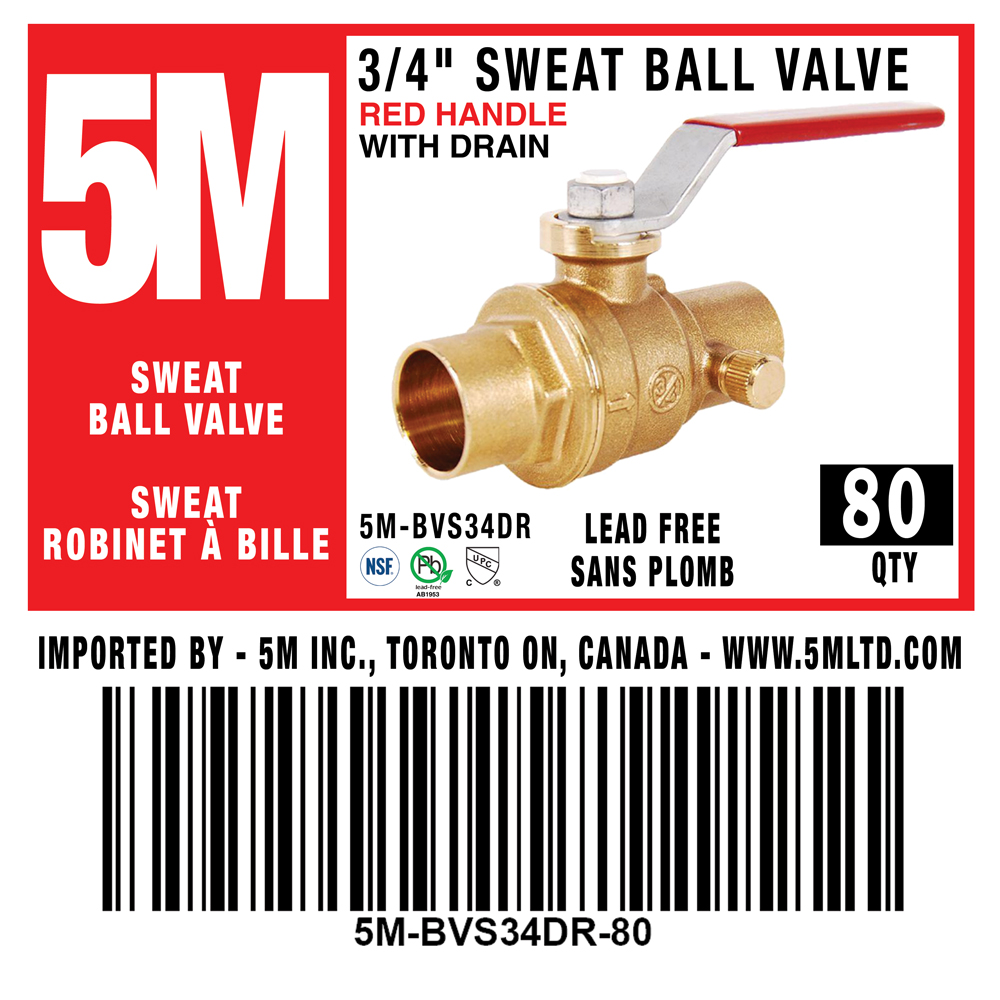 5M
SWEAT
BALL VALVE
SWEAT
ROBINET À BILLE
3/4" SWEAT BALL VALVE
RED HANDLE
WITH DRAIN
1
5M-BVS34DR
NSF
Pb
lead-free
AB1953
UPC
C ®
LEAD FREE
SANS PLOMB
80
QTY
IMPORTED BY - 5M INC., TORONTO ON, CANADA - WWW.5MLTD.COM
5M-BVS34DR-80